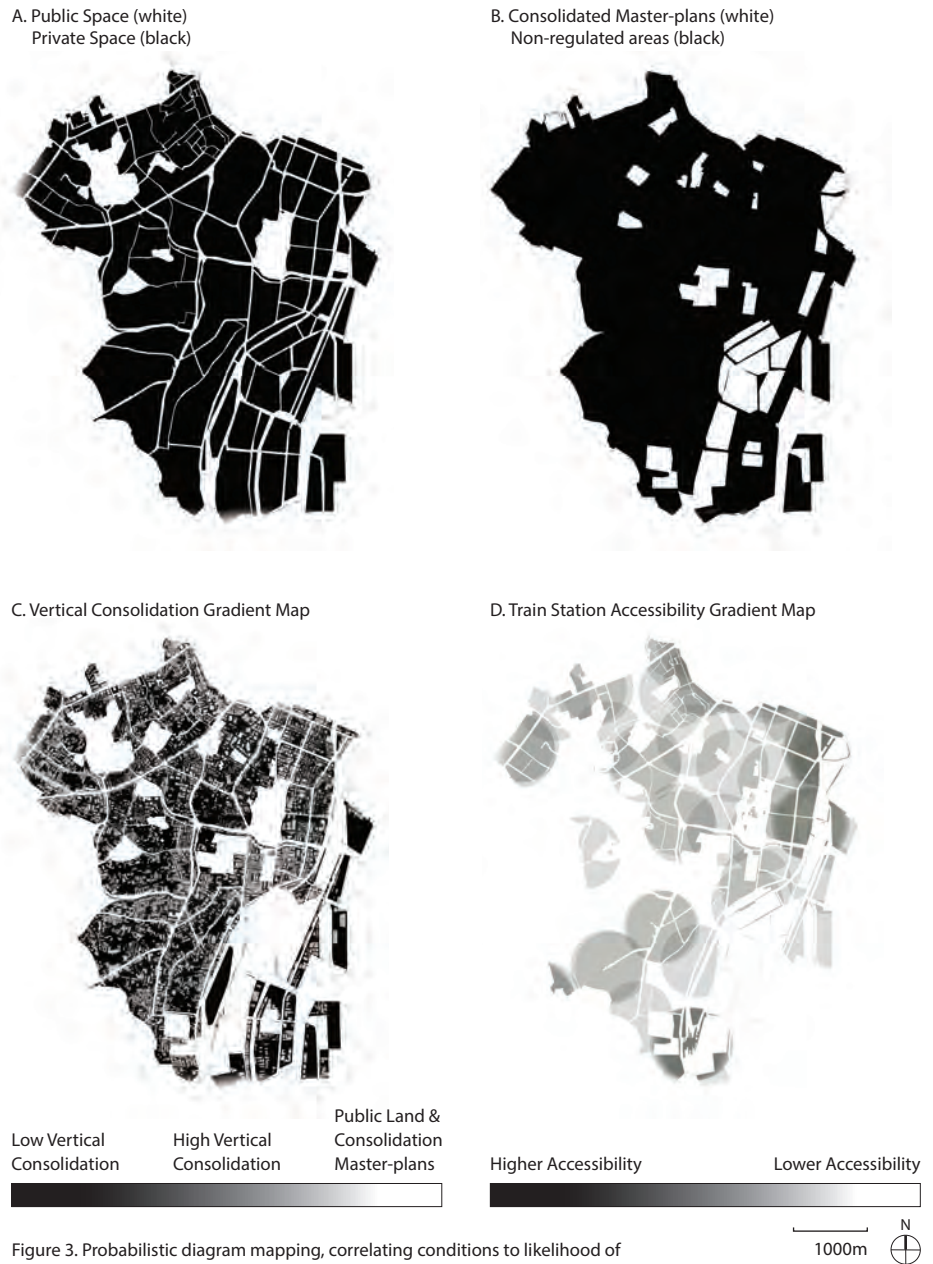 A. Public Space (white)
Private Space (black)
B. Consolidated Master-plans (white)
Non-regulated areas (black)
C. Vertical Consolidation Gradient Map
D. Train Station Accessibility Gradient Map
Low Vertical
Consolidation
High Vertical
Consolidation
Public Land &
Consolidation
Master-plans
Higher Accessibility
Lower Accessibility
Figure 3. Probabilistic diagram mapping, correlating conditions to likelihood of
1000m
N